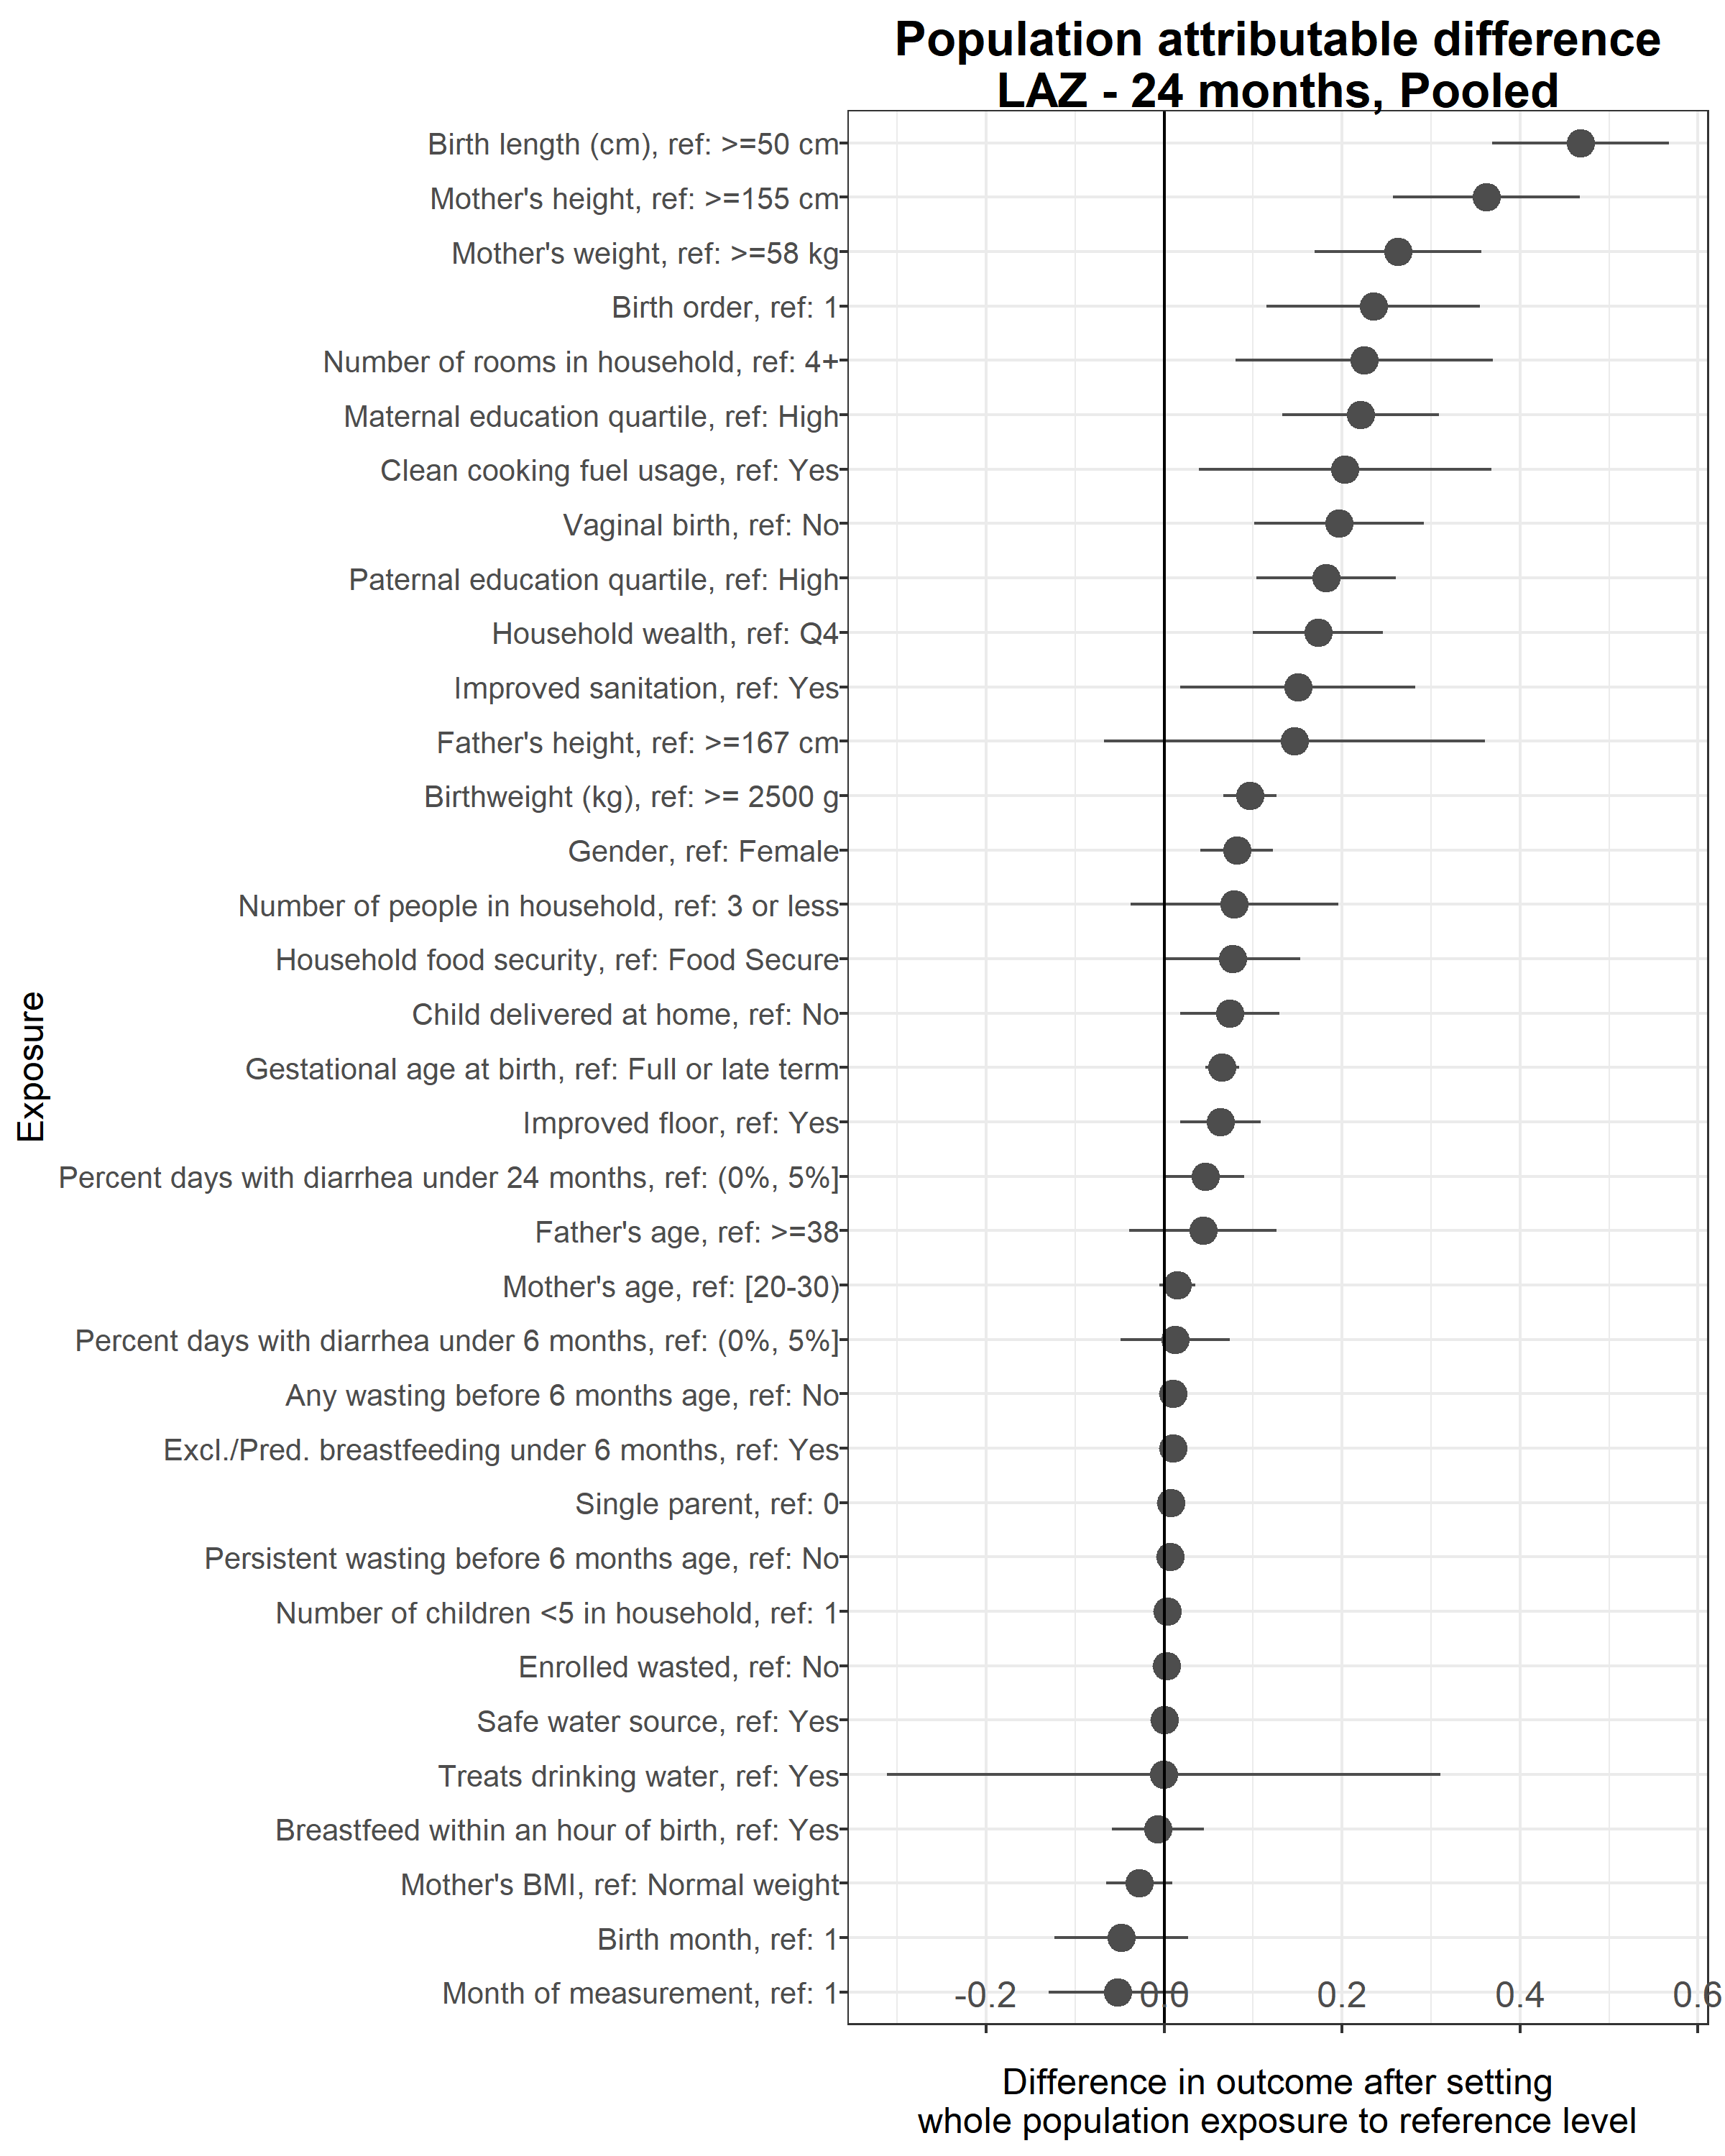 Population attributable difference
LAZ - 24 months, Pooled
Birth length (cm), ref: >=50 cm
Mother's height, ref: >=155 cm
Mother's weight, ref: >=58 kg
Birth order, ref: 1
Number of rooms in household, ref: 4+
Maternal education quartile, ref: High
Clean cooking fuel usage, ref: Yes
Vaginal birth, ref: No
Paternal education quartile, ref: High
Household wealth, ref: Q4
Improved sanitation, ref: Yes
Father's height, ref: >=167 cm
Birthweight (kg), ref: >= 2500 g
Gender, ref: Female
Number of people in household, ref: 3 or less
Household food security, ref: Food Secure
Child delivered at home, ref: No
Gestational age at birth, ref: Full or late term
Improved floor, ref: Yes
Percent days with diarrhea under 24 months, ref: (0%, 5%]
Father's age, ref: >=38
Mother's age, ref: [20-30)
Percent days with diarrhea under 6 months, ref: (0%, 5%]
Any wasting before 6 months age, ref: No
Excl./Pred. breastfeeding under 6 months, ref: Yes
Single parent, ref: 0
Persistent wasting before 6 months age, ref: No
Number of children <5 in household, ref: 1
Enrolled wasted, ref: No
Safe water source, ref: Yes
Treats drinking water, ref: Yes
Breastfeed within an hour of birth, ref: Yes
Mother's BMI, ref: Normal weight
Birth month, ref: 1
Month of measurement, ref: 1
Exposure
-0.2 0.0 0.2 0.4 0.6
Difference in outcome after setting
whole population exposure to reference level